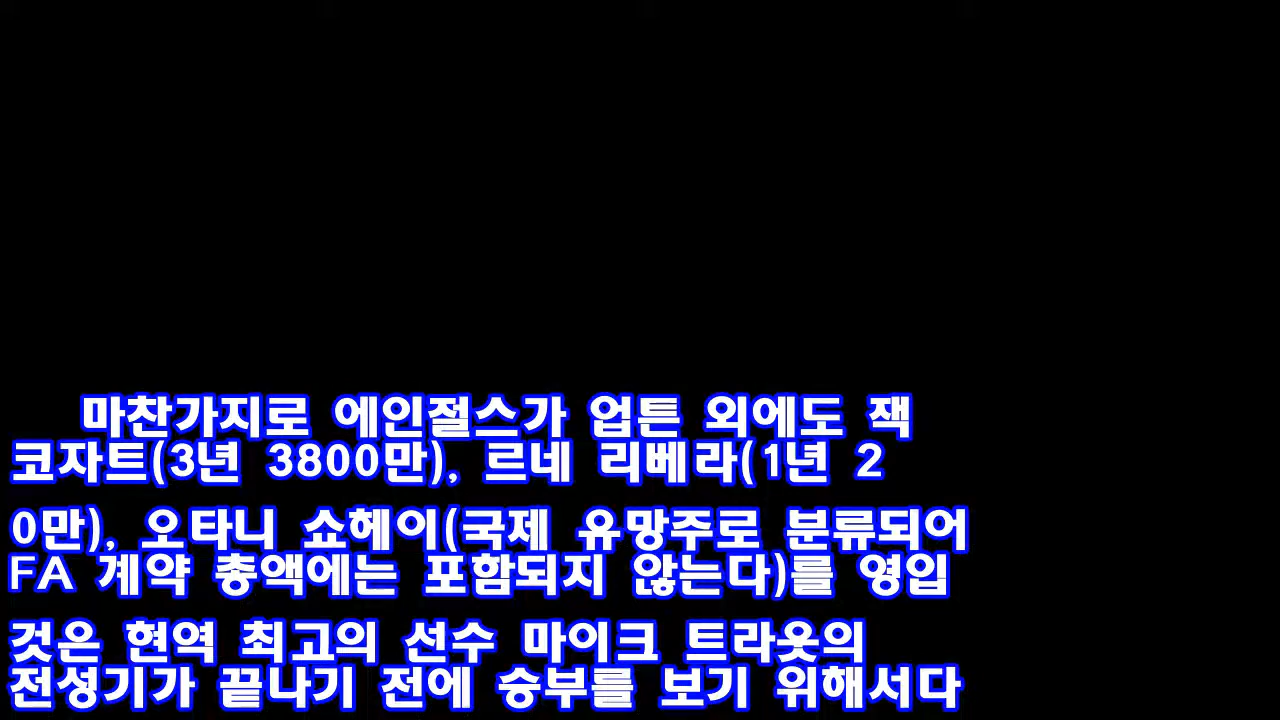 마찬가지로 에인절스가 업튼 외에도 잭
코자트(3년 3800만), 르네 리베라(1년 2
0만), 오타니 쇼헤이(국제 유망주로 분류되어
FA 계약 총액에는 포함되지 않는다)를 영입
것은 현역 최고의 선수 마이크 트라웃의
전성기가 끝나기 전에 승부를 보기 위해서다